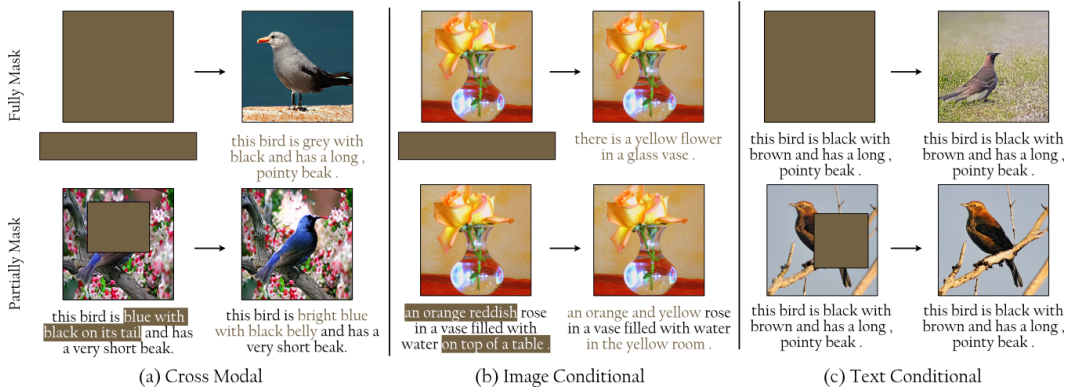 Fully Mask
this bird is grey with
black and has a long ,
pointy beak .
there is a yellow flower
in a glass vase .
this bird is black with
brown and has a long ,
pointy beak .
this bird is black with
brown and has a long ,
pointy beak .
Partially Mask
this bird is blue with
black on its tail and has
a very short beak.
this bird is bright blue
with black belly and has a
very short beak.
an orange reddish rose
in a vase filled with
water on top of a table .
an orange and yellow rose
in a vase filled with water
in the yellow room .
this bird is black with
brown and has a long ,
pointy beak .
this bird is black with
brown and has a long ,
pointy beak .
(a) Cross Modal
(b) Image Conditional
(c) Text Conditional